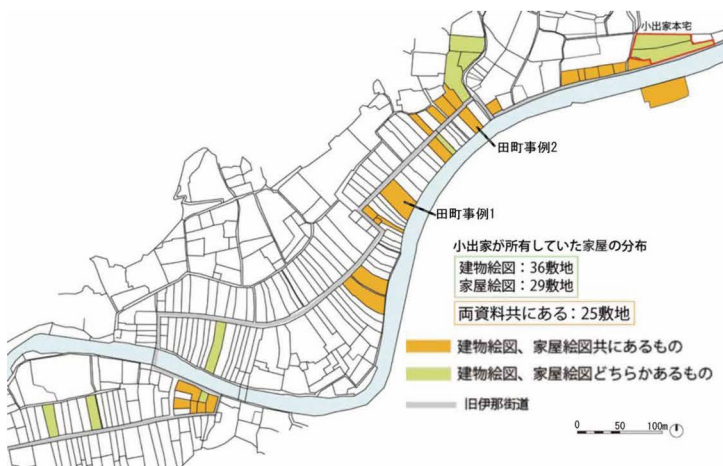 小出家本宅
田町事例2
田町事例1
小出家が所有していた家屋の分布
建物絵図：36敷地
家屋絵図：29敷地
両資料共にある：25敷地
建物絵図、家屋絵図共にあるもの
建物絵図、家屋絵図どちらかあるもの
旧伊那街道
0 50 100m